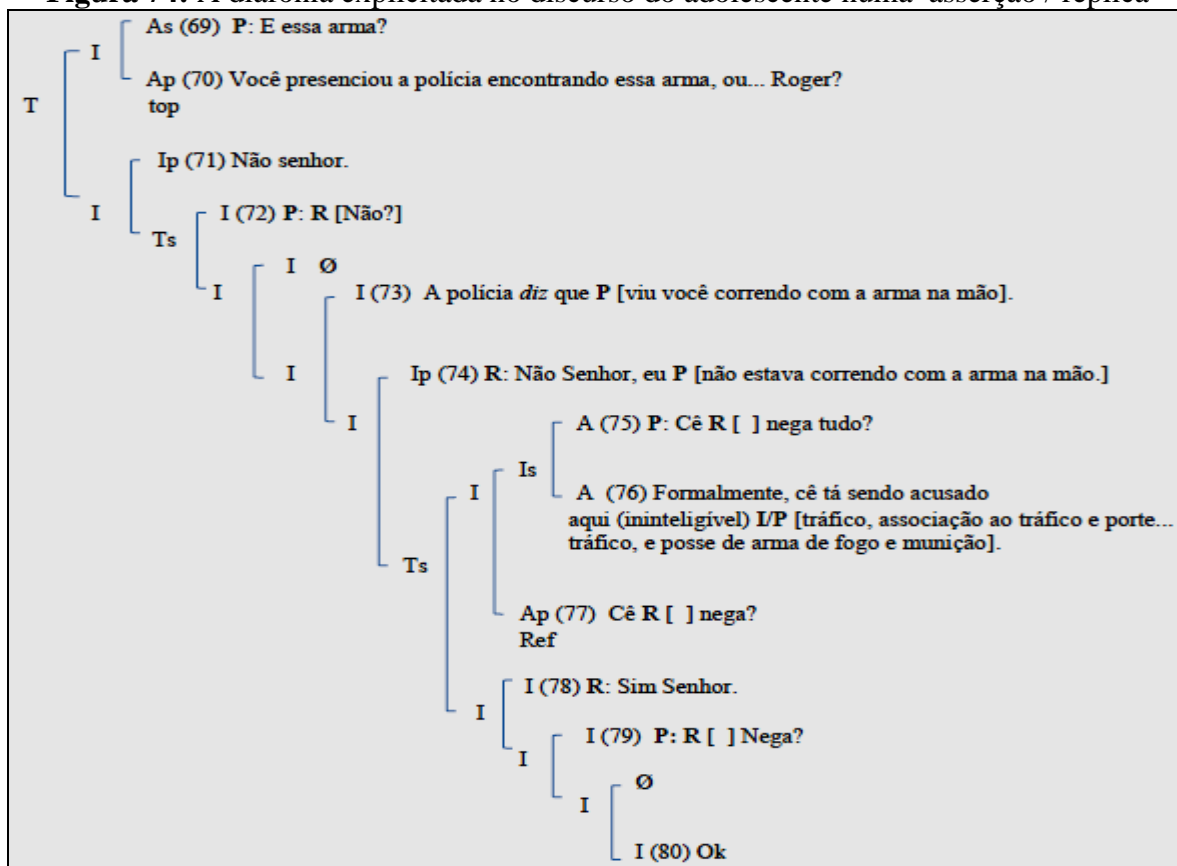 Figura 74: A diafonia explicitada no discurso do adolescente numa asserção / réplica
As (69) P: E essa arma?
I
Ap (70) Você presenciou a polícia encontrando essa arma, ou... Roger?
T
top
Ip (71) Não senhor.
I
I (72) P: R [Não?]
Ts
I Ø
I
I (73) A polícia diz que P [viu você correndo com a arma na mão].
I
Ip (74) R: Não Senhor, eu P [não estava correndo com a arma na mão.]
I
A (75) P: Cê R [ ] nega tudo?
Is
I
A (76) Formalmente, cê tá sendo acusado
aqui (ininteligível) I/P [tráfico, associação ao tráfico e porte...
tráfico, e posse de arma de fogo e munição].
Ts
Ap (77) Cê R [ ] nega?
Ref
I (78) R: Sim Senhor.
I
I (79) P: R [ ] Nega?
I
Ø
I
I (80) Ok